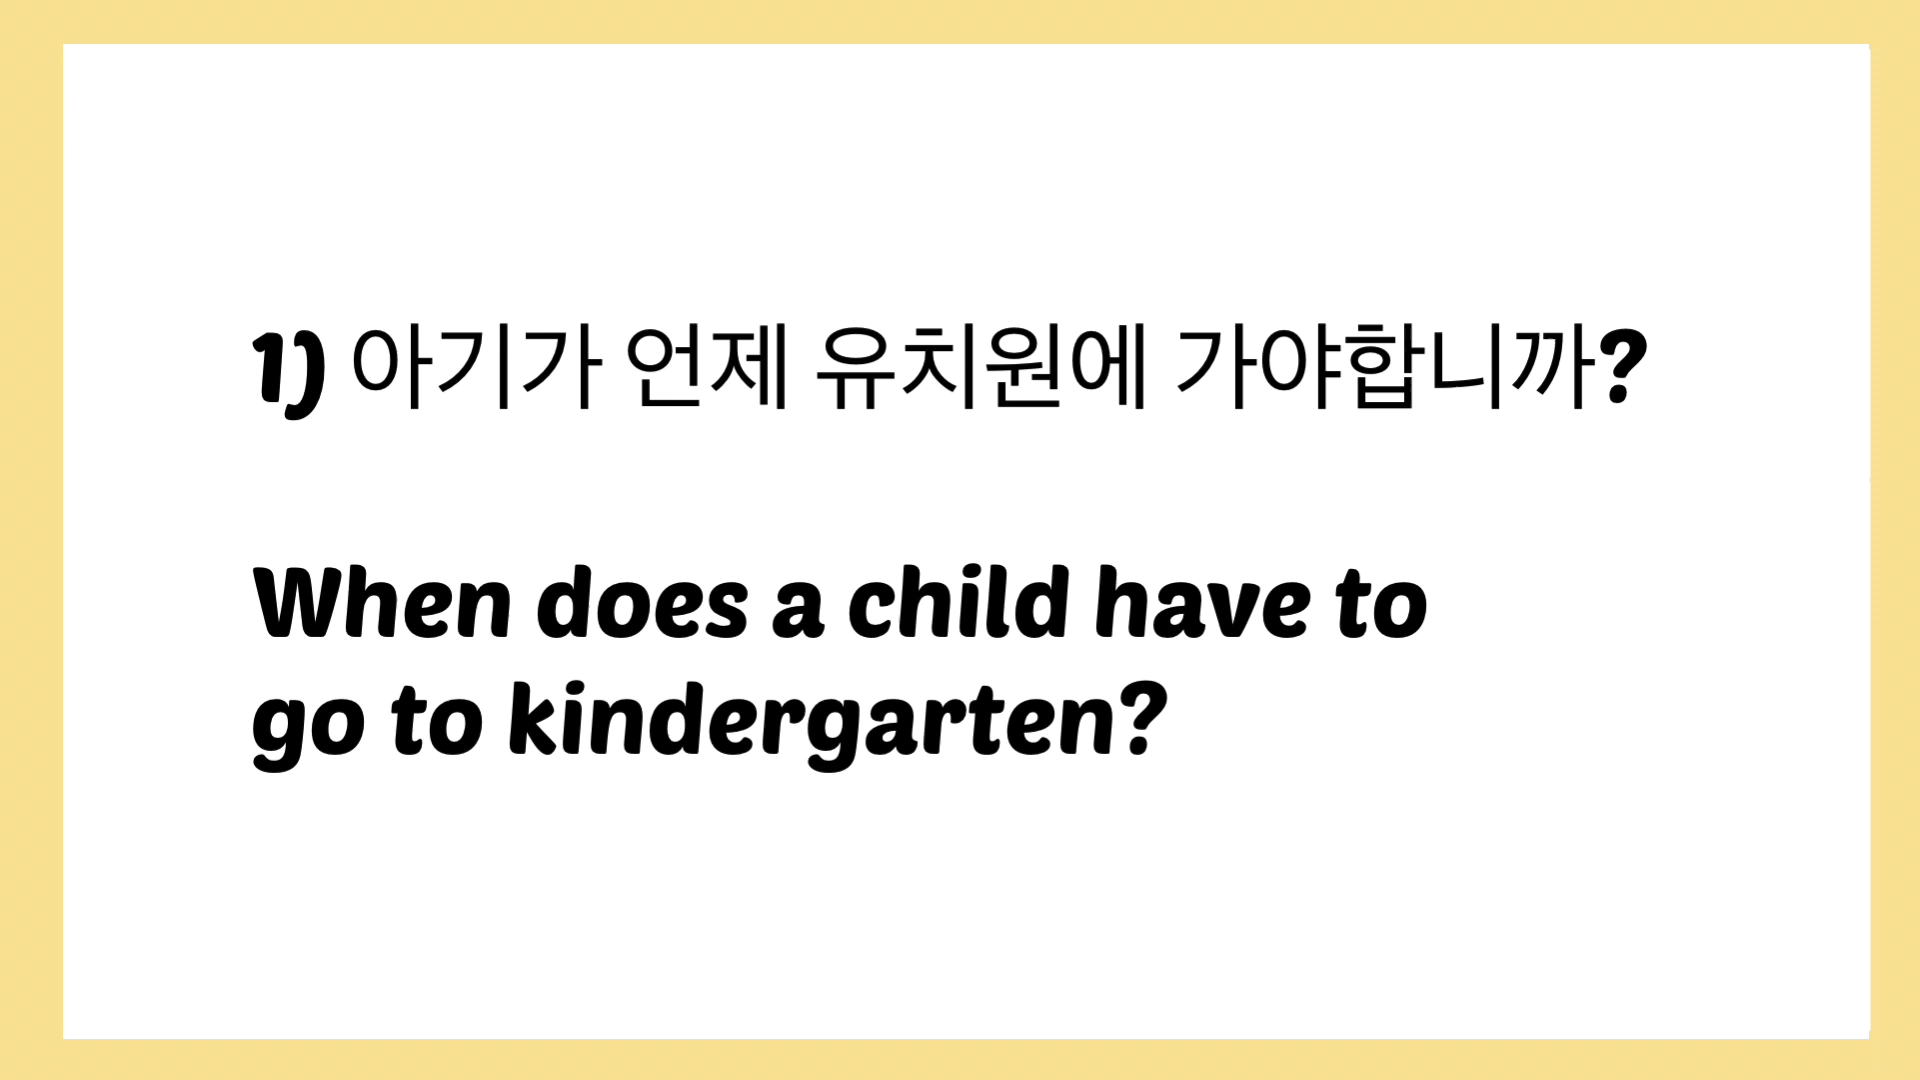 1) 아기가 언제 유치원에 가야합니까?
When does a child have to
go to kindergarten?